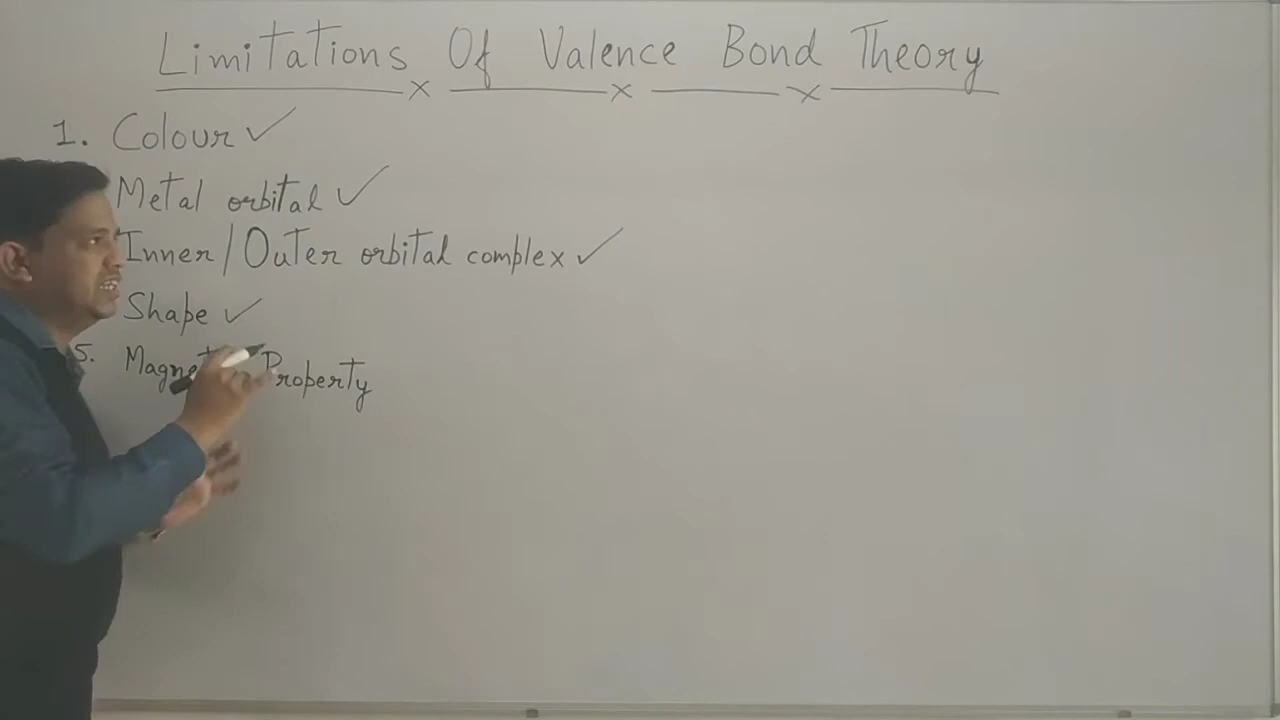 Limitations Of Valence Bond Theory
1. Colour ✓
Metal orbital ✓
Inner/Outer orbital complex ✓
Shape ✓
5. Property